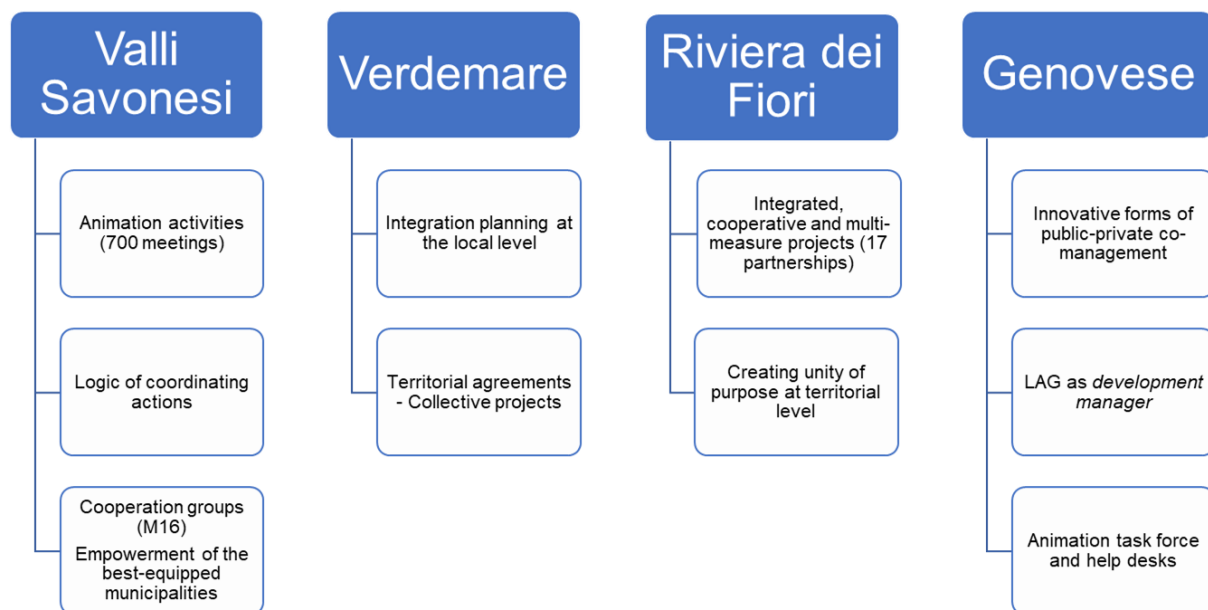 Valli
Savonesi
Animation activities
(700 meetings)
Logic of coordinating
actions
Cooperation groups
(M16)
Empowerment of the
best-equipped
municipalities
Verdemare
Integration planning at
the local level
Territorial agreements
- Collective projects
Riviera dei
Fiori
Integrated,
cooperative and multi-
measure projects (17
partnerships)
Creating unity of
purpose at territorial
level
Genovese
Innovative forms of
public-private co-
management
LAG as development
manager
Animation task force
and help desks